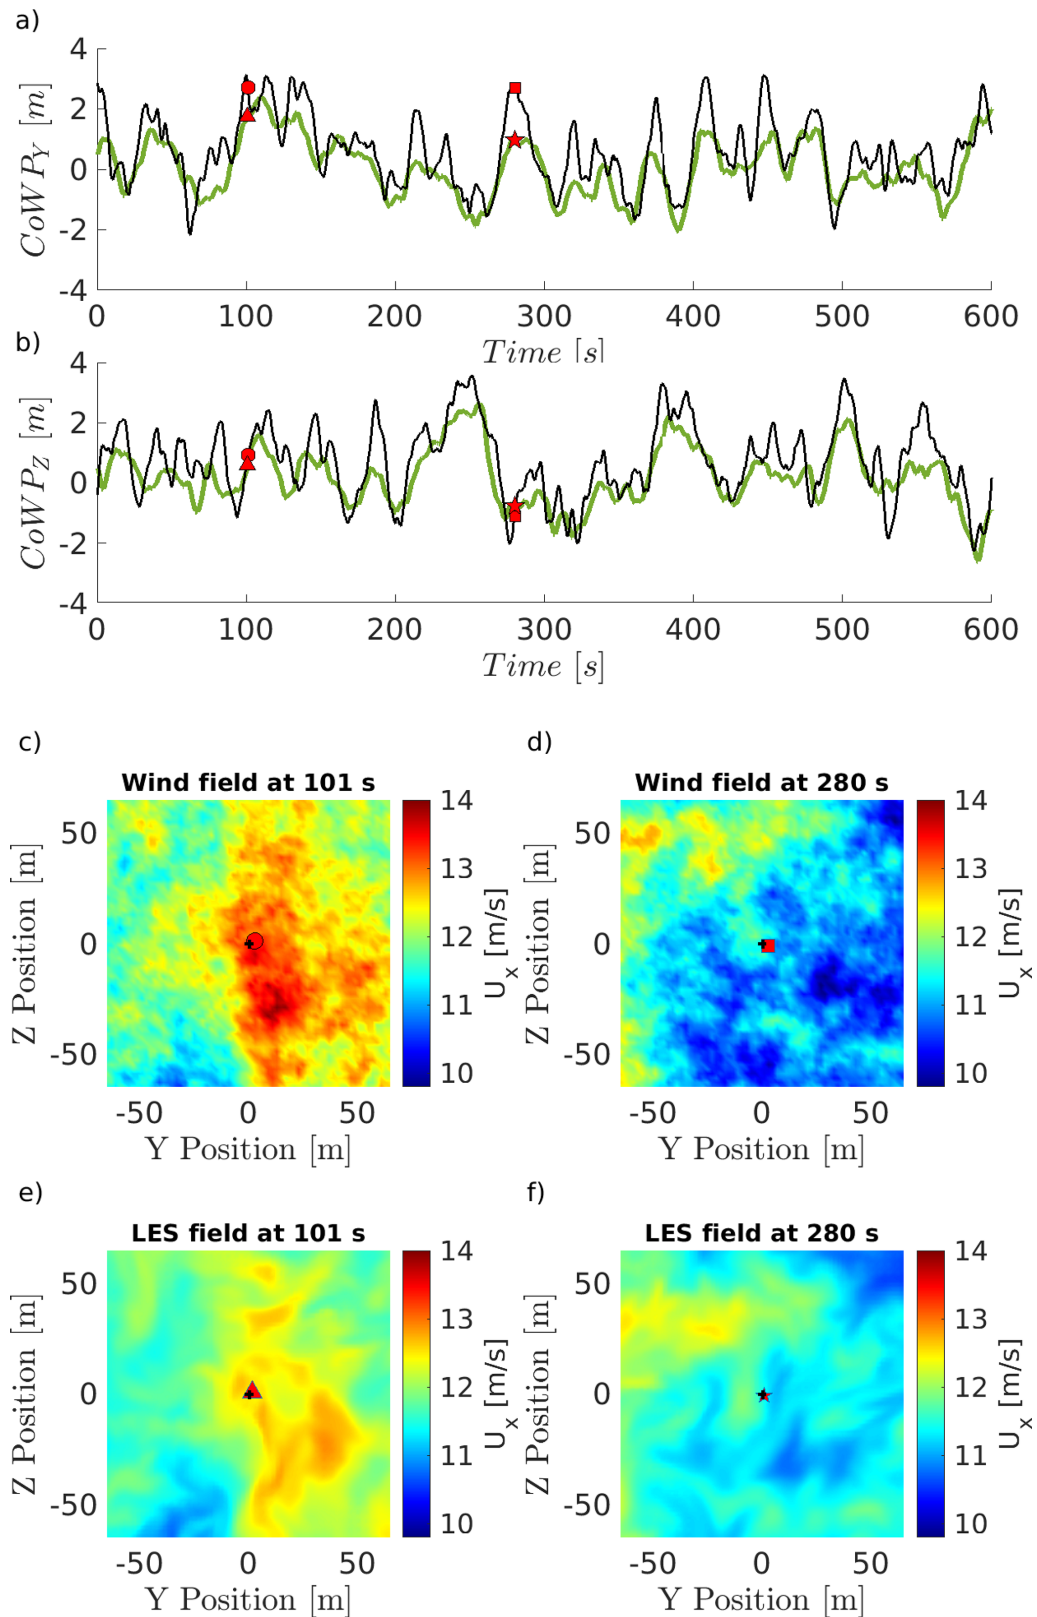 a)
CoWP_Y [m]
4
2
0
-2
-4
0 100 200 300 400 500 600
Time [s]
b)
CoWP_Z [m]
4
2
0
-2
-4
0 100 200 300 400 500 600
Time [s]
c)
Wind field at 101 s
Z Position [m]
50
0
-50
-50 0 50
Y Position [m]
14
13
12
11
10
U_x [m/s]
d)
Wind field at 280 s
Z Position [m]
50
0
-50
-50 0 50
Y Position [m]
14
13
12
11
10
U_x [m/s]
e)
LES field at 101 s
Z Position [m]
50
0
-50
-50 0 50
Y Position [m]
14
13
12
11
10
U_x [m/s]
f)
LES field at 280 s
Z Position [m]
50
0
-50
-50 0 50
Y Position [m]
14
13
12
11
10
U_x [m/s]